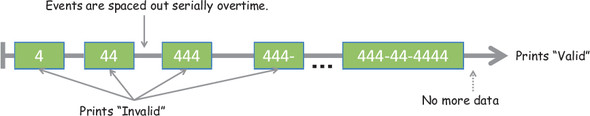 Events are spaced out serially overtime.
4 44 444 444- ... 444-44-4444 Prints “Valid”
No more data
Prints “Invalid”